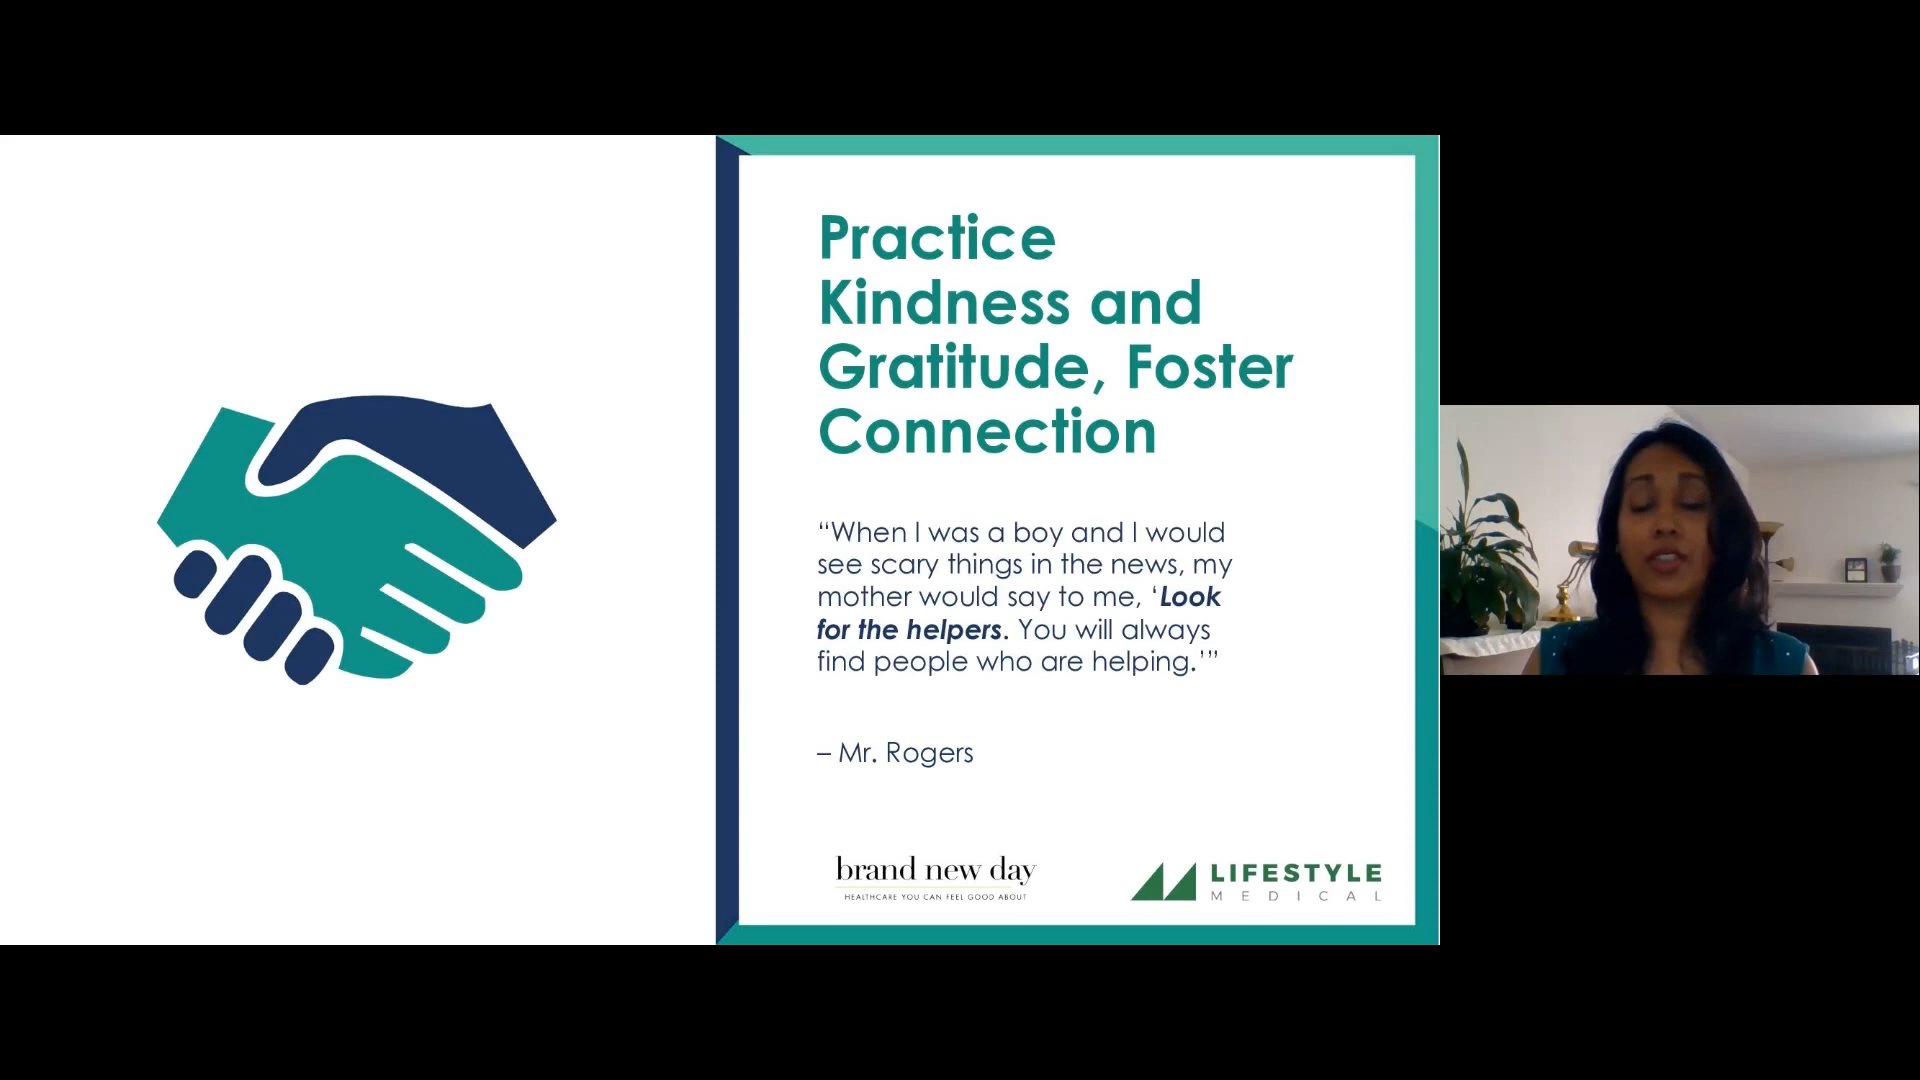 Practice
Kindness and
Gratitude, Foster
Connection
“When I was a boy and I would
see scary things in the news, my
mother would say to me, ‘Look
for the helpers. You will always
find people who are helping.’”
– Mr. Rogers
brand new day
HEALTHCARE YOU CAN FEEL GOOD ABOUT
LIFESTYLE
MEDICAL